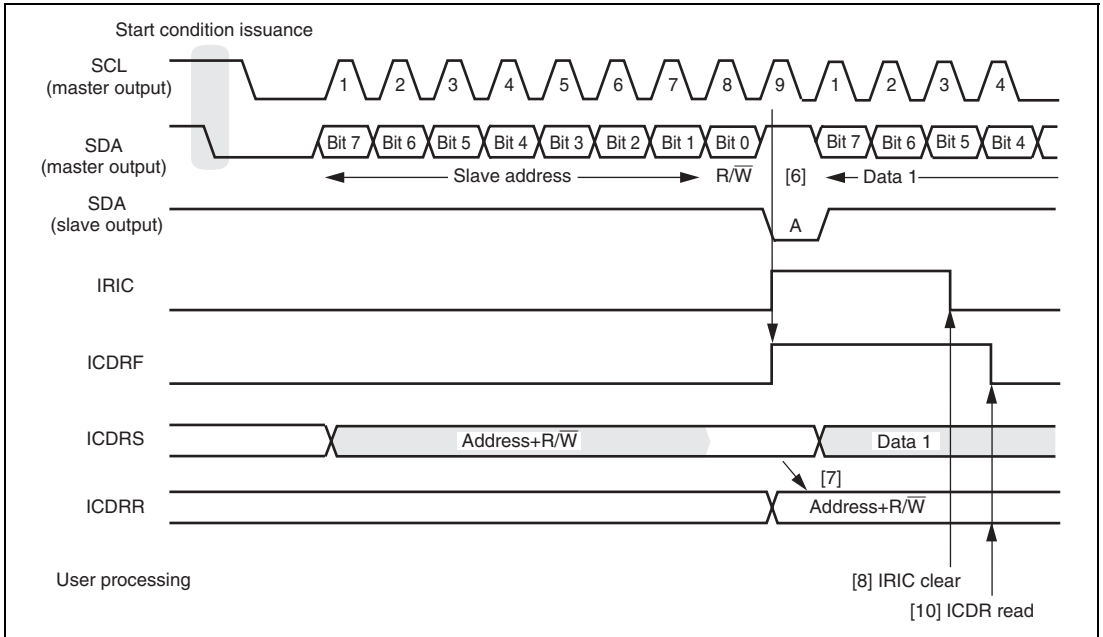 Start condition issuance
SCL
(master output)
1 2 3 4 5 6 7 8 9 1 2 3 4
SDA
(master output)
Bit 7 Bit 6 Bit 5 Bit 4 Bit 3 Bit 2 Bit 1 Bit 0 Bit 7 Bit 6 Bit 5 Bit 4
Slave address R/W̅ [6] Data 1
SDA
(slave output)
A
IRIC
ICDRF
ICDRS
Address+R/W̅ Data 1
[7]
ICDRR
Address+R/W̅
User processing
[8] IRIC clear
[10] ICDR read